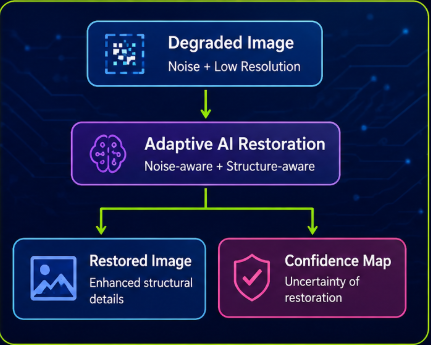 Degraded Image
Noise + Low Resolution
Adaptive AI Restoration
Noise-aware + Structure-aware
Restored Image
Enhanced structural
details
Confidence Map
Uncertainty of
restoration